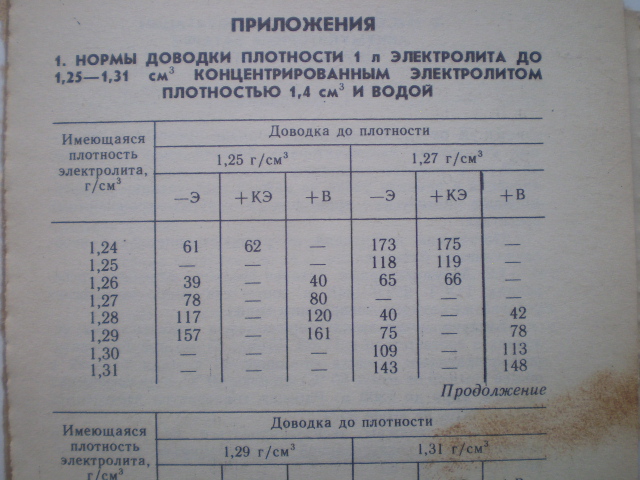 ПРИЛОЖЕНИЯ
1. НОРМЫ ДОВОДКИ ПЛОТНОСТИ 1 л ЭЛЕКТРОЛИТА ДО
1,25—1,31 см³ КОНЦЕНТРИРОВАННЫМ ЭЛЕКТРОЛИТОМ
ПЛОТНОСТЬЮ 1,4 см³ И ВОДОЙ
Имеющаяся плотность электролита, г/см³ Доводка до плотности
1,25 г/см³ 1,27 г/см³
—Э +КЭ +В —Э +КЭ +В
1,24 61 62 — 173 175 —
1,25 — — — 118 119 —
1,26 39 — 40 65 66 —
1,27 78 — 80 — — —
1,28 117 — 120 40 — 42
1,29 157 — 161 75 — 78
1,30 — — — 109 — 113
1,31 — — — 143 — 148
Продолжение
Имеющаяся плотность электролита, г/см³ Доводка до плотности
1,29 г/см³ 1,31 г/см³